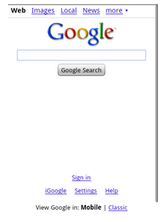 Web Images Local News more
Google
Google Search
Sign in
iGoogle Settings Help
View Google in: Mobile | Classic